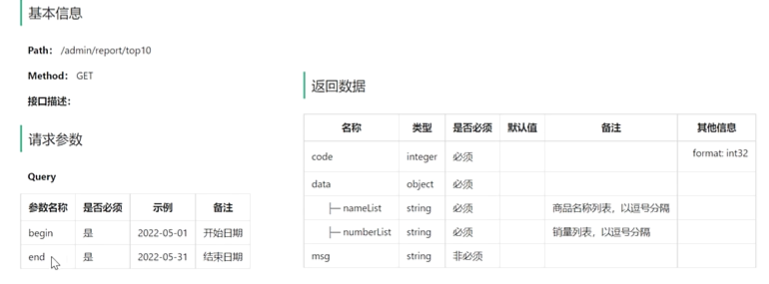 基本信息
Path： /admin/report/top10
Method： GET
接口描述：
请求参数
Query
参数名称 是否必须 示例 备注
begin 是 2022-05-01 开始日期
end 是 2022-05-31 结束日期
返回数据
名称 类型 是否必须 默认值 备注 其他信息
code integer 必须 format: int32
data object 必须
├─ nameList string 必须 商品名称列表，以逗号分隔
├─ numberList string 必须 销量列表，以逗号分隔
msg string 非必须